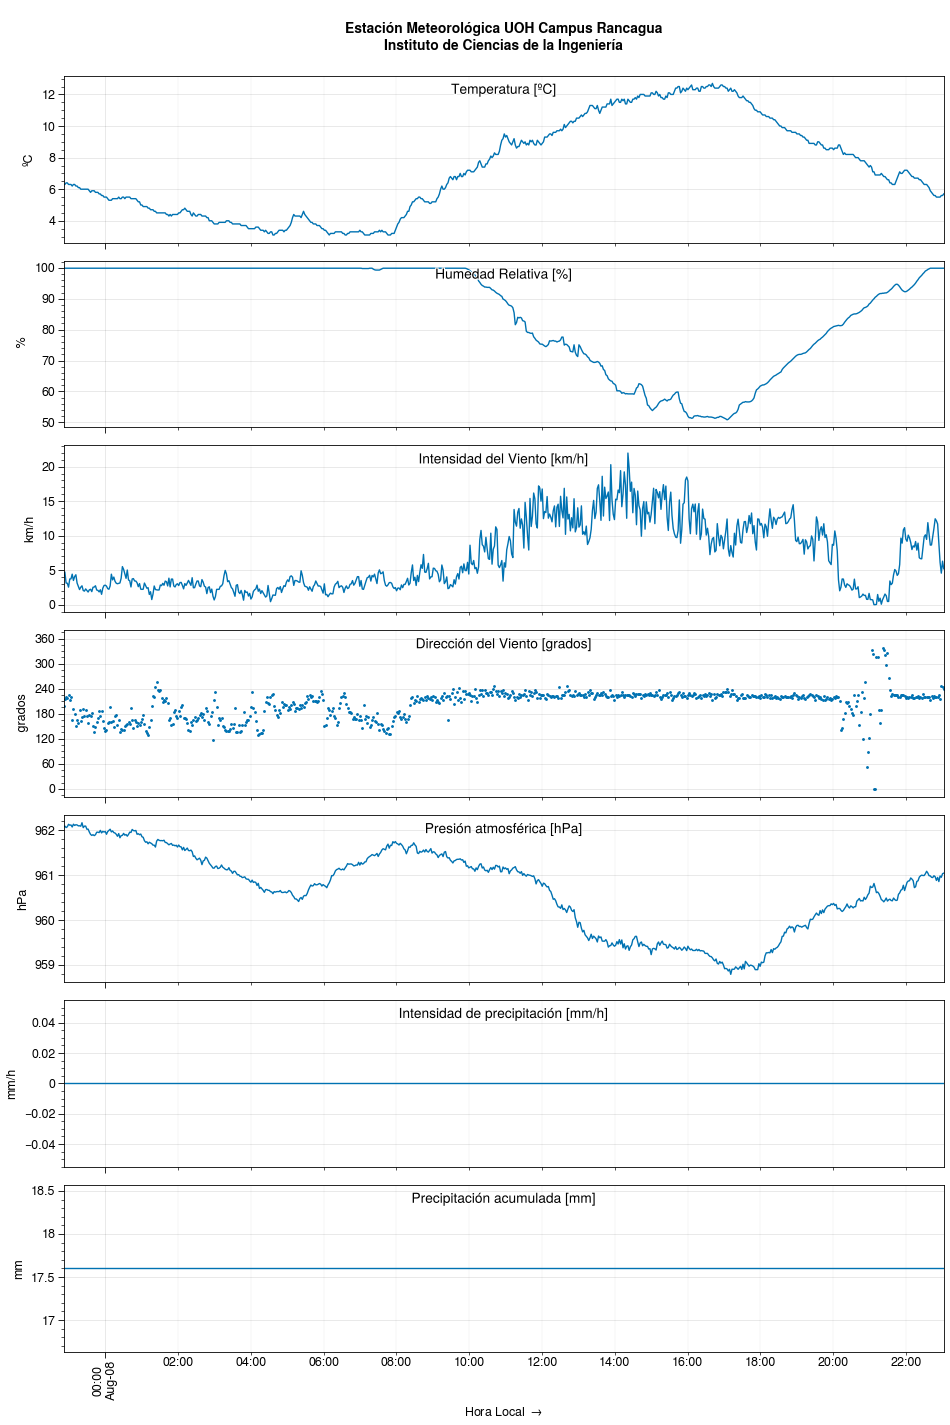 Estación Meteorológica UOH Campus Rancagua
Instituto de Ciencias de la Ingeniería
Temperatura [ºC]
ºC
12
10
8
6
4
Humedad Relativa [%]
%
100
90
80
70
60
50
Intensidad del Viento [km/h]
km/h
20
15
10
5
0
Dirección del Viento [grados]
grados
360
300
240
180
120
60
0
Presión atmosférica [hPa]
hPa
962
961
960
959
Intensidad de precipitación [mm/h]
mm/h
0.04
0.02
0
−0.02
−0.04
Precipitación acumulada [mm]
mm
18.5
18
17.5
17
00:00
Aug-08
02:00
04:00
06:00
08:00
10:00
12:00
14:00
16:00
18:00
20:00
22:00
Hora Local →